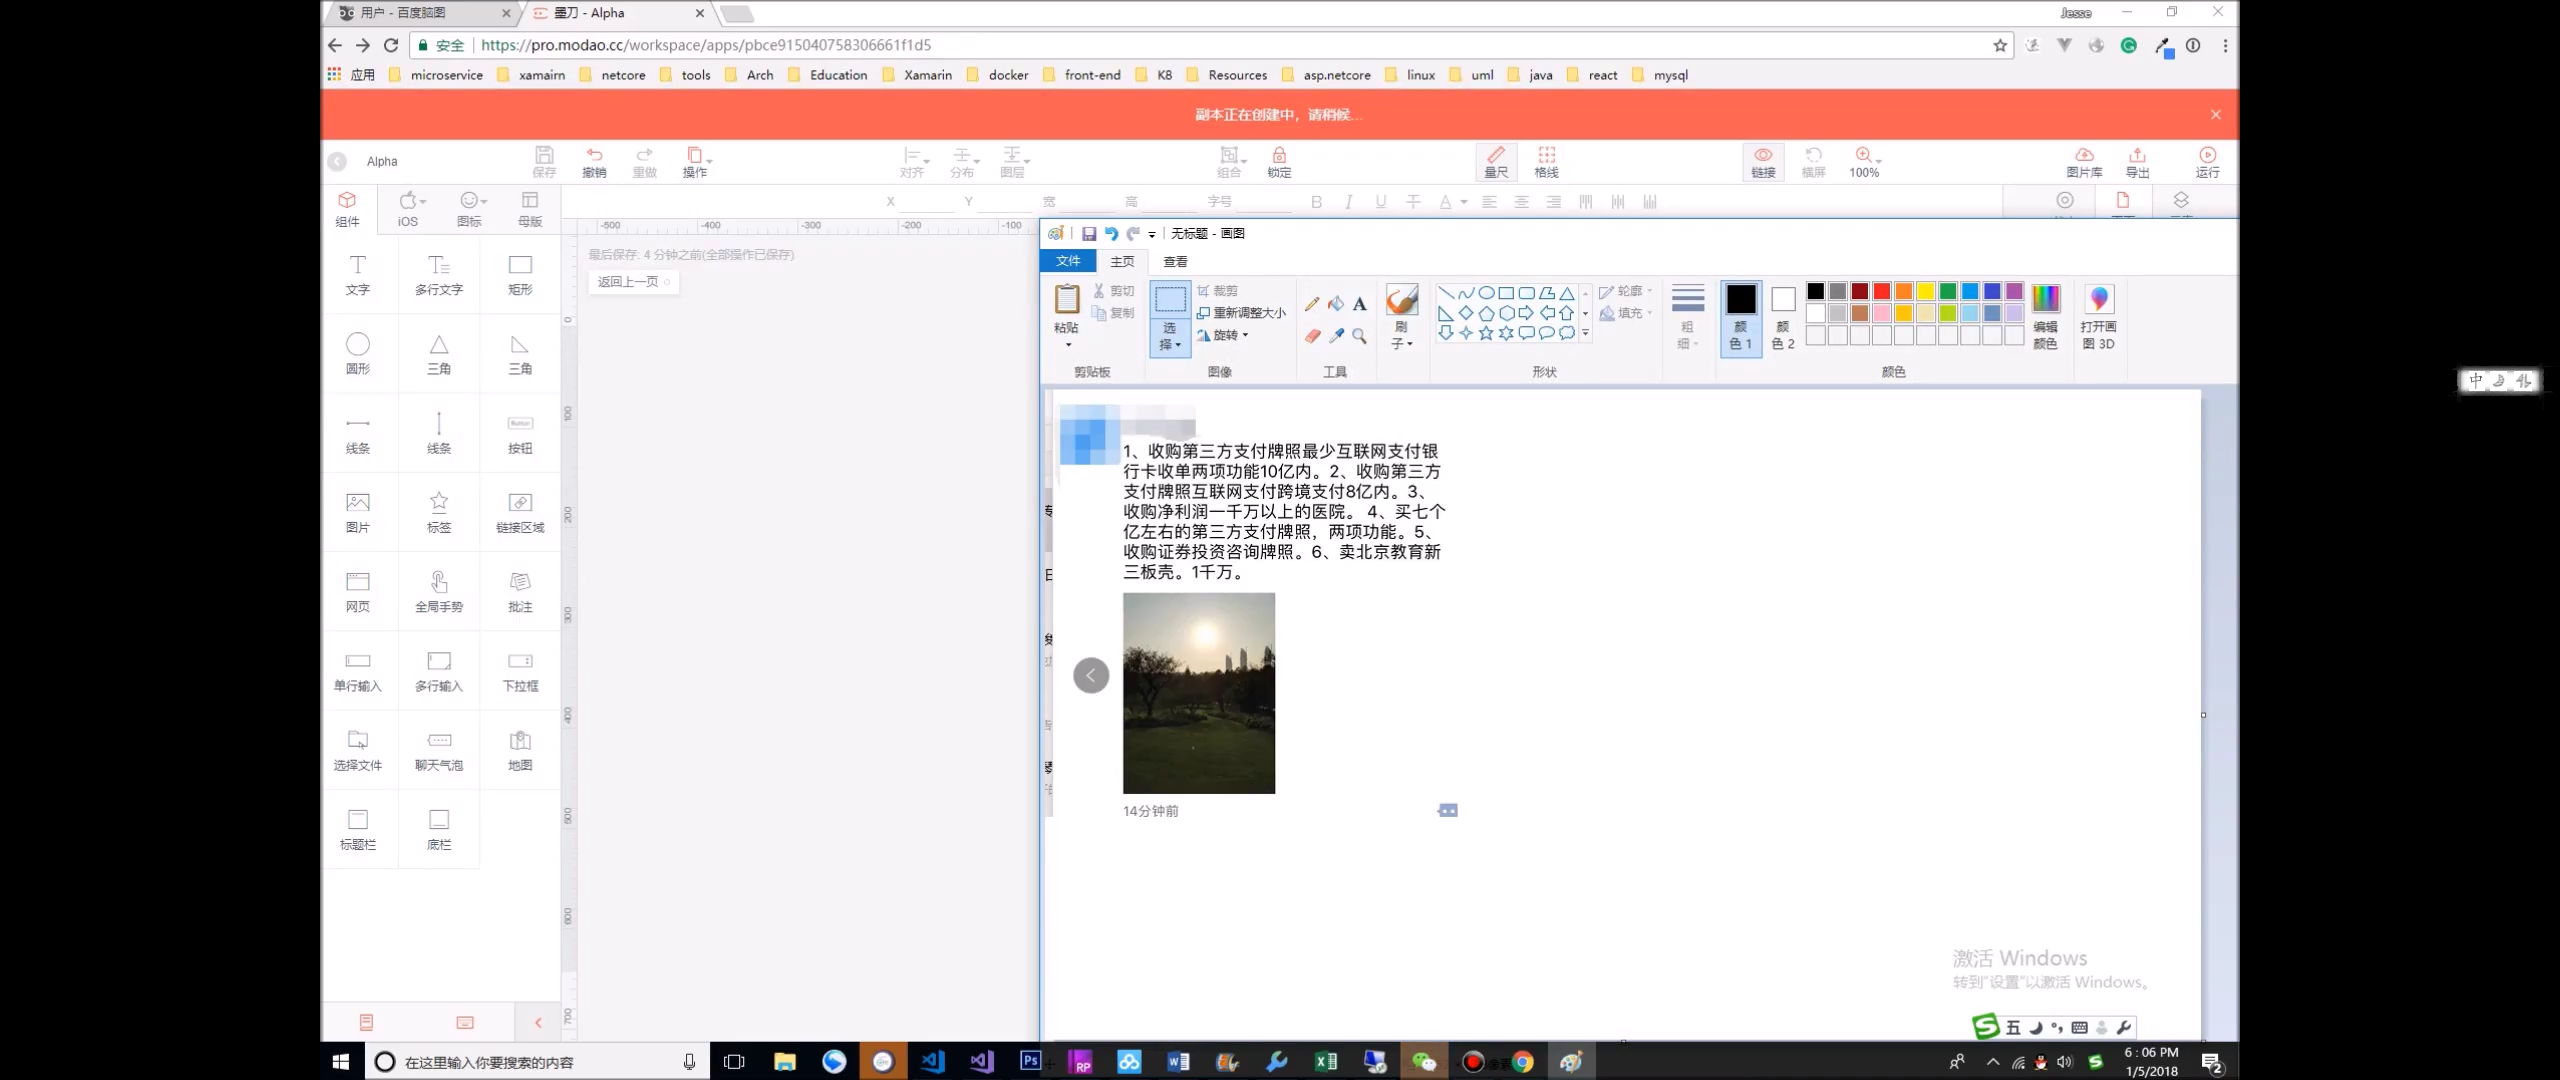 用户 - 百度脑图
墨刀 - Alpha
Jesse
安全
https://pro.modao.cc/workspace/apps/pbce915040758306661f1d5
应用 microservice xamairn netcore tools Arch Education Xamarin docker front-end K8 Resources asp.netcore linux uml java react mysql
副本正在创建中，请稍候...
Alpha
保存 撤销 重做 操作 对齐 分布 图层 组合 锁定 量尺 格线 链接 横屏 100% 图片库 导出 运行
组件 iOS 图标 母版
X Y 宽 高 字号 B I U
-500 -400 -300 -200 -100
最后保存: 4 分钟之前(全部操作已保存)
返回上一页
文字 多行文字 矩形
圆形 三角 三角
线条 线条 按钮
图片 标签 链接区域
网页 全局手势 批注
单行输入 多行输入 下拉框
选择文件 聊天气泡 地图
标题栏 底栏
0
100
200
300
400
500
600
700
无标题 - 画图
文件 主页 查看
粘贴 剪切 复制
选择 裁剪 重新调整大小 旋转
刷子
轮廓 填充
粗细
颜色 1 颜色 2
编辑颜色
打开画图 3D
剪贴板 图像 工具 形状 颜色
1、收购第三方支付牌照最少互联网支付银
行卡收单两项功能10亿内。2、收购第三方
支付牌照互联网支付跨境支付8亿内。3、
收购净利润一千万以上的医院。 4、买七个
亿左右的第三方支付牌照，两项功能。5、
收购证券投资咨询牌照。6、卖北京教育新
三板壳。1千万。
14分钟前
激活 Windows
转到"设置"以激活 Windows。
五
中
在这里输入你要搜索的内容
Ps
RP
6:06 PM
1/5/2018
2